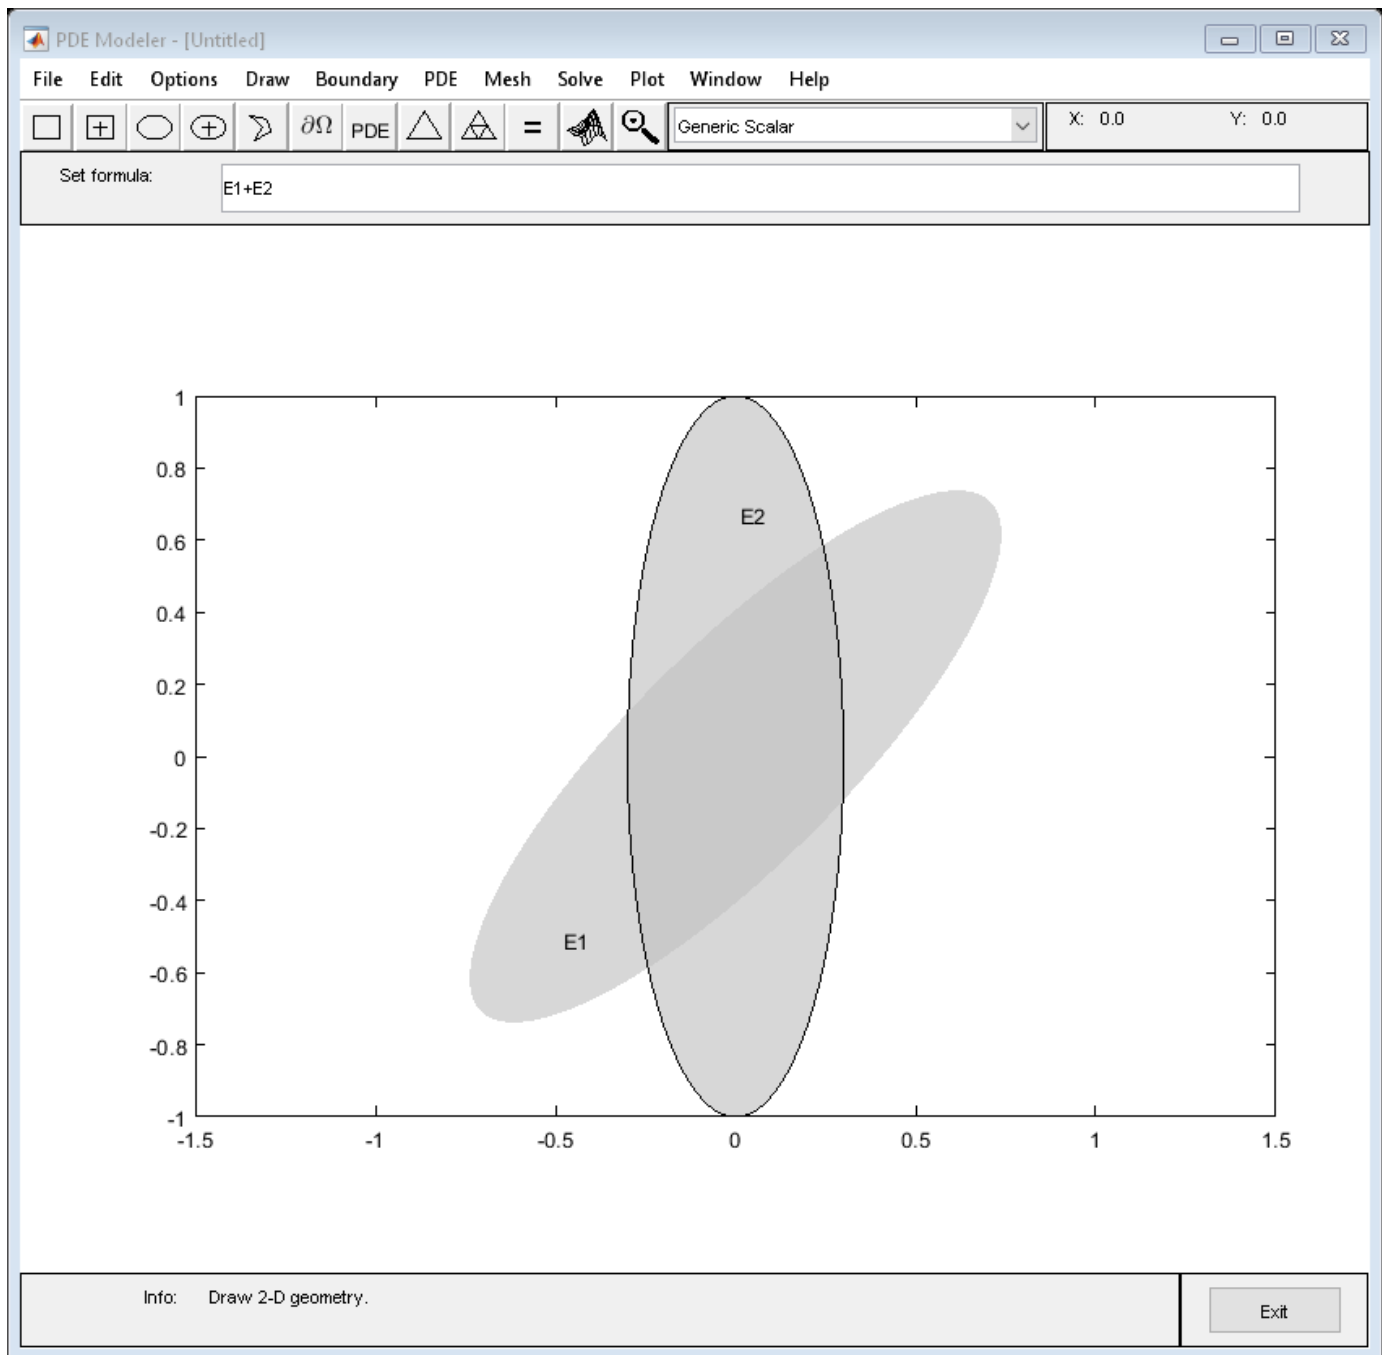 PDE Modeler - [Untitled]
File Edit Options Draw Boundary PDE Mesh Solve Plot Window Help
∂Ω PDE = Generic Scalar X: 0.0 Y: 0.0
Set formula: E1+E2
1
0.8
E2
0.6
0.4
0.2
0
-0.2
-0.4
E1
-0.6
-0.8
-1
-1.5 -1 -0.5 0 0.5 1 1.5
Info: Draw 2-D geometry. Exit